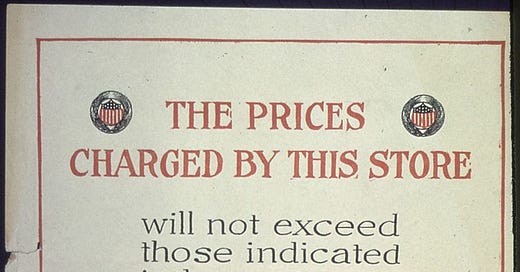 THE PRICES
CHARGED BY THIS STORE
will not exceed
those indicated